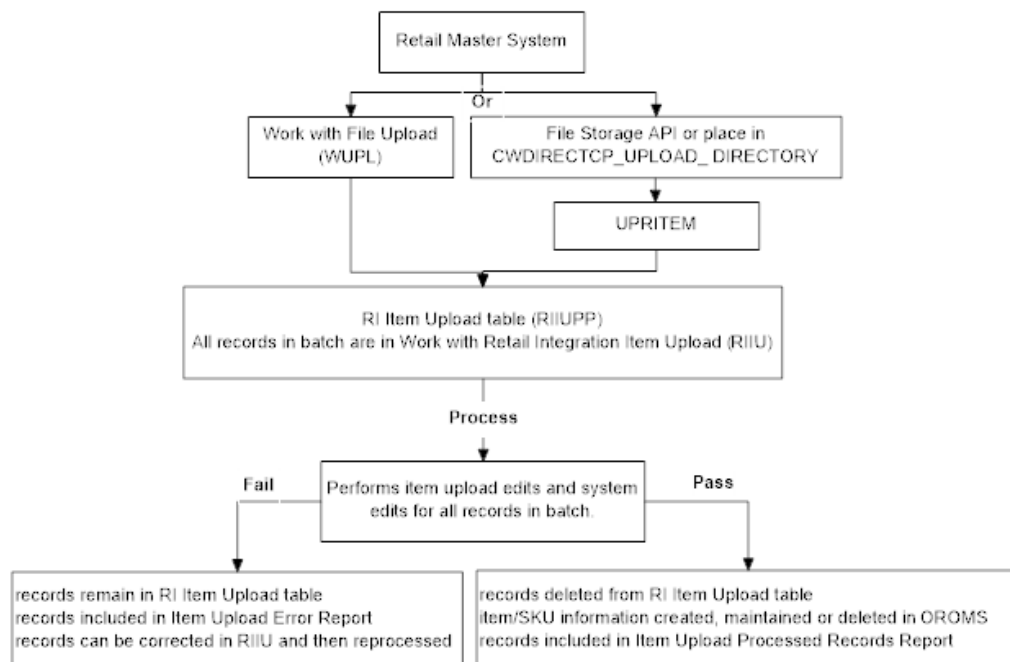 Retail Master System
Or
Work with File Upload
(WUPL)
File Storage API or place in
CWDIRECTCP_UPLOAD_ DIRECTORY
UPRITEM
RI Item Upload table (RIIUPP)
All records in batch are in Work with Retail Integration Item Upload (RIIU)
Process
Fail
Performs item upload edits and system
edits for all records in batch.
Pass
records remain in RI Item Upload table
records included in Item Upload Error Report
records can be corrected in RIIU and then reprocessed
records deleted from RI Item Upload table
item/SKU information created, maintained or deleted in OROMS
records included in Item Upload Processed Records Report